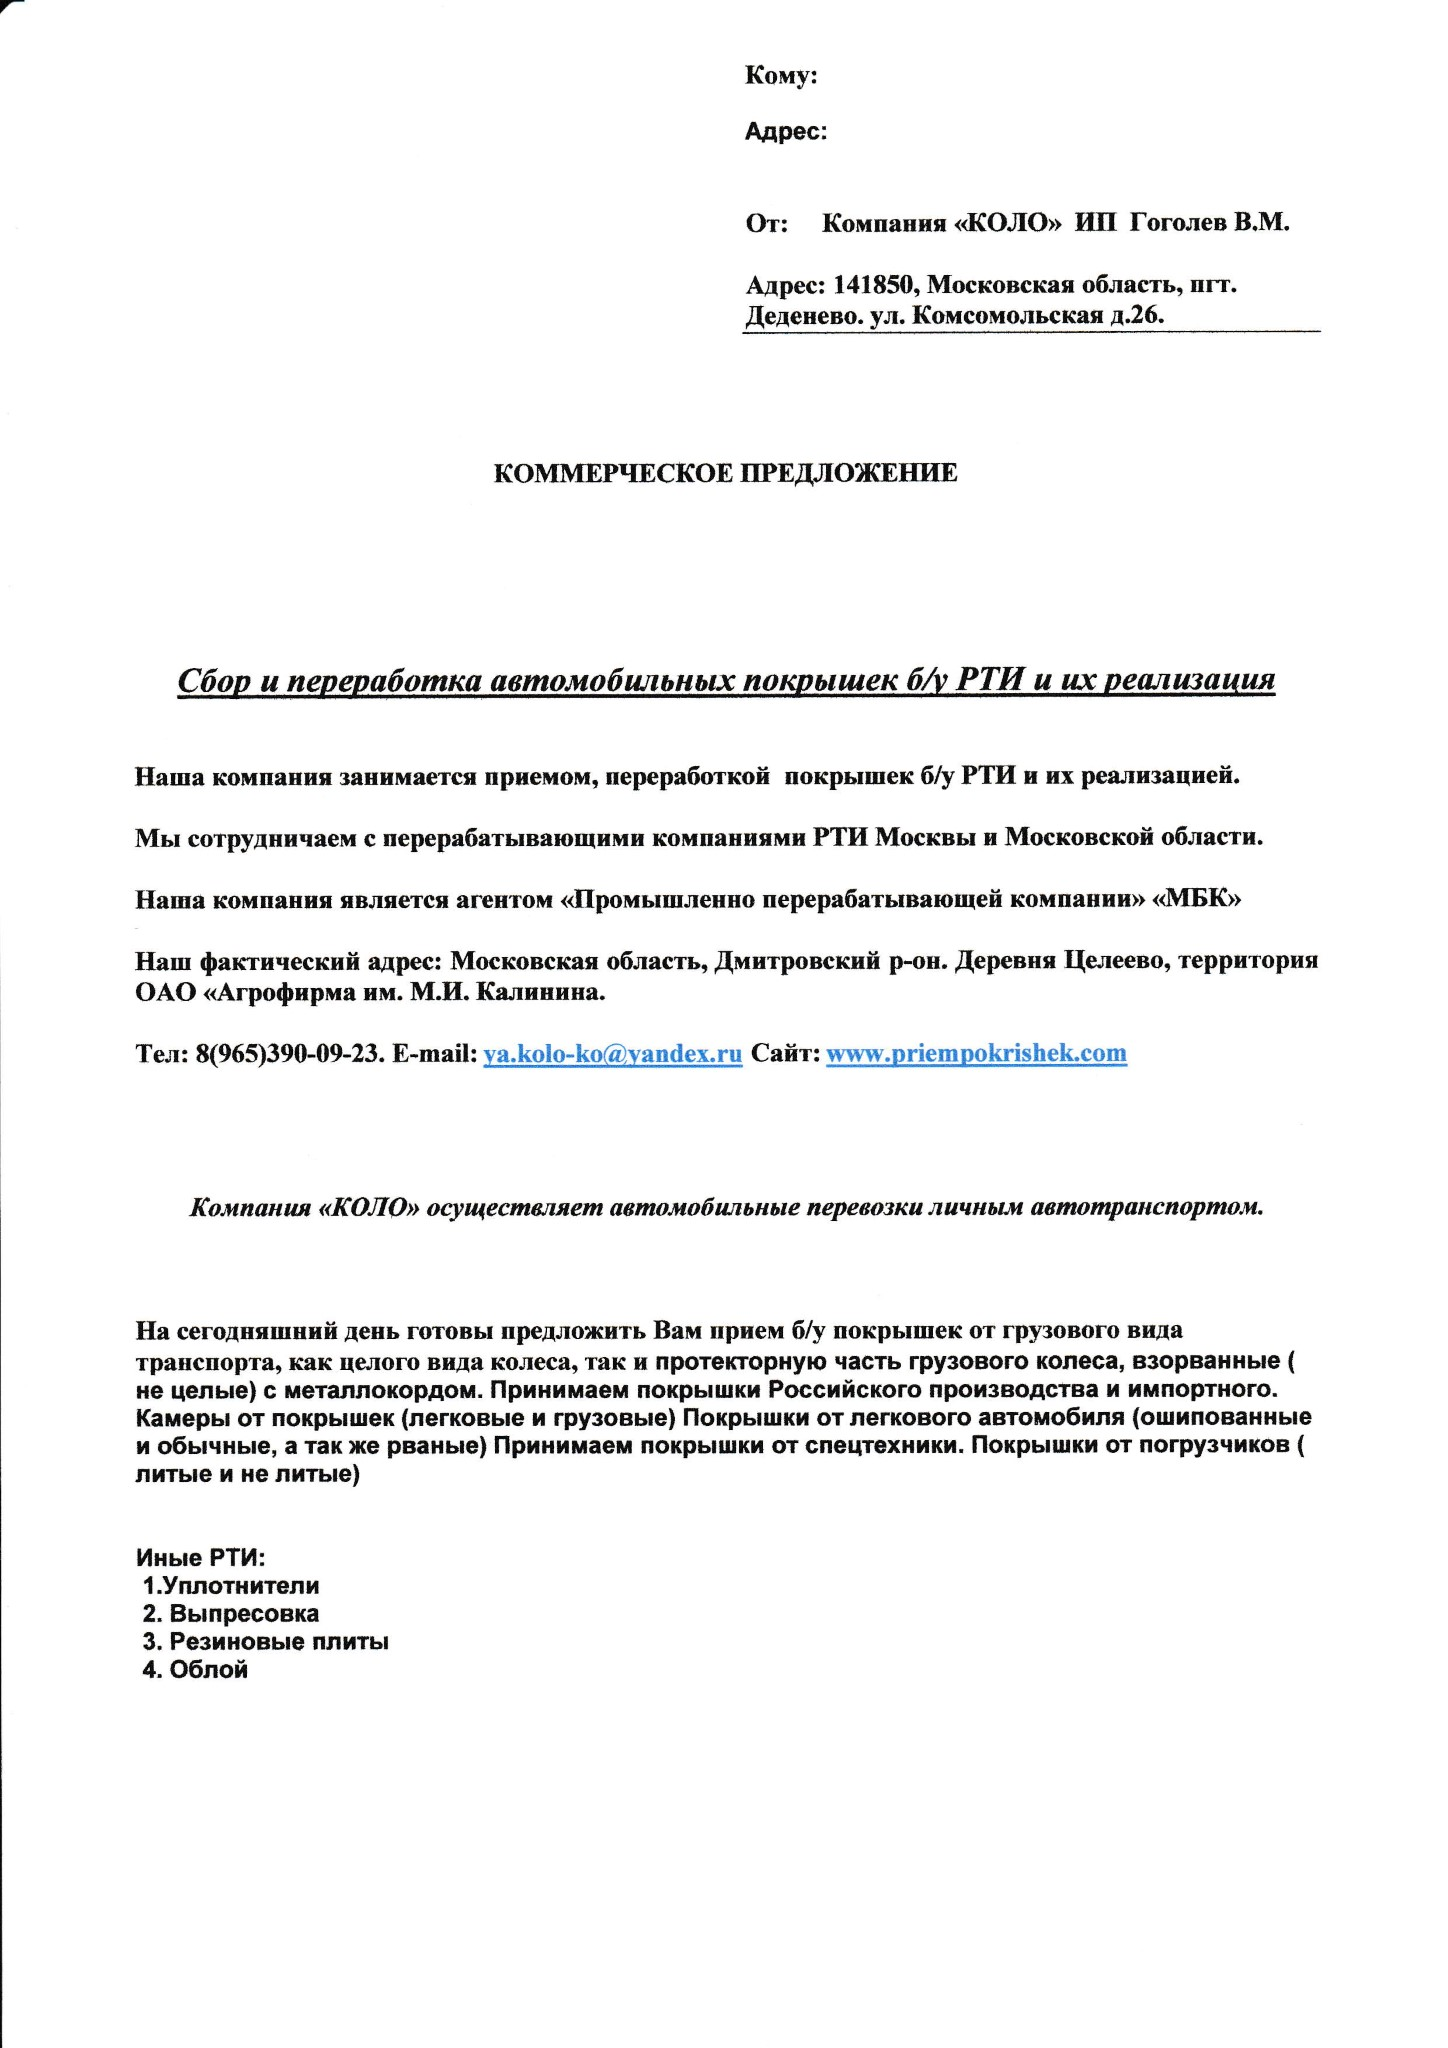 Кому:
Адрес:
От: Компания «КОЛО» ИП Гоголев В.М.
Адрес: 141850, Московская область, пгт.
Деденево. ул. Комсомольская д.26.
КОММЕРЧЕСКОЕ ПРЕДЛОЖЕНИЕ
Сбор и переработка автомобильных покрышек б/у РТИ и их реализация
Наша компания занимается приемом, переработкой покрышек б/у РТИ и их реализацией.
Мы сотрудничаем с перерабатывающими компаниями РТИ Москвы и Московской области.
Наша компания является агентом «Промышленно перерабатывающей компании» «МБК»
Наш фактический адрес: Московская область, Дмитровский р-он. Деревня Целеево, территория
ОАО «Агрофирма им. М.И. Калинина.
Тел: 8(965)390-09-23. E-mail: ya.kolo-ko@yandex.ru Сайт: www.priempokrishek.com
Компания «КОЛО» осуществляет автомобильные перевозки личным автотранспортом.
На сегодняшний день готовы предложить Вам прием б/у покрышек от грузового вида
транспорта, как целого вида колеса, так и протекторную часть грузового колеса, взорванные (
не целые) с металлокордом. Принимаем покрышки Российского производства и импортного.
Камеры от покрышек (легковые и грузовые) Покрышки от легкового автомобиля (ошипованные
и обычные, а так же рваные) Принимаем покрышки от спецтехники. Покрышки от погрузчиков (
литые и не литые)
Иные РТИ:
1.Уплотнители
2. Выпресовка
3. Резиновые плиты
4. Облой